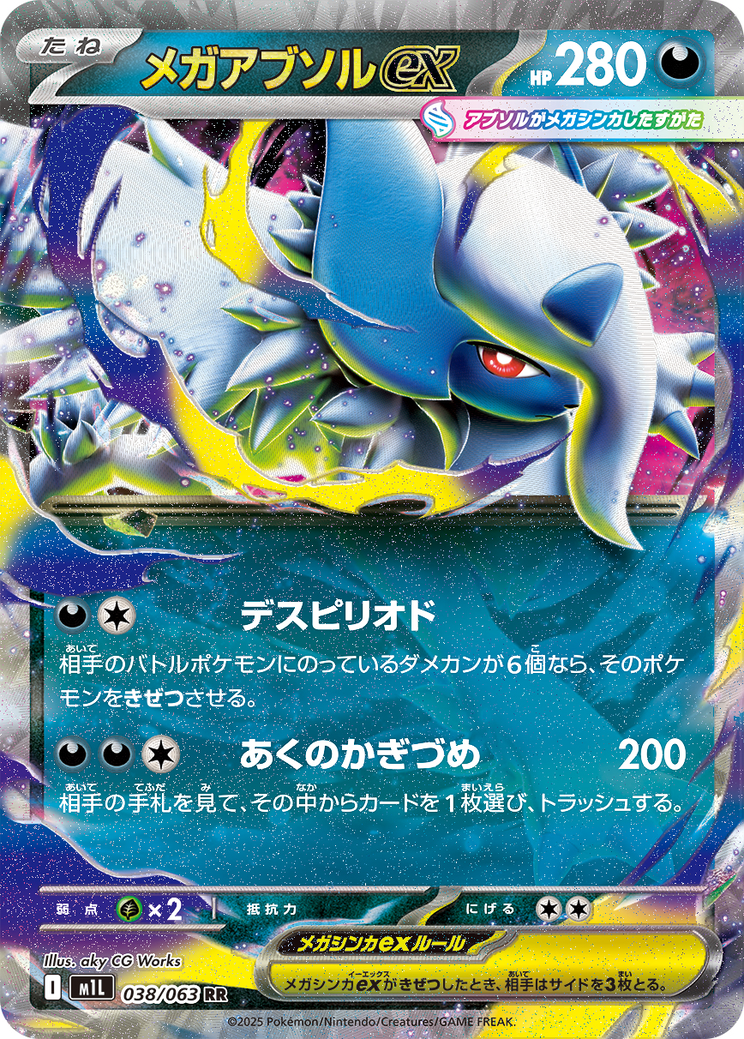 たね
メガアブソルex
HP 280
アブソルがメガシンカしたすがた
デスピリオド
相手のバトルポケモンにのっているダメカンが6個なら、そのポケ
モンをきぜつさせる。
あくのかぎづめ 200
相手の手札を見て、その中からカードを1枚選び、トラッシュする。
弱点 ×2 抵抗力 にげる
メガシンカexルール
メガシンカexがきぜつしたとき、相手はサイドを3枚とる。
Illus. aky CG Works
I M1L 038/063 RR
©2025 Pokémon/Nintendo/Creatures/GAME FREAK.